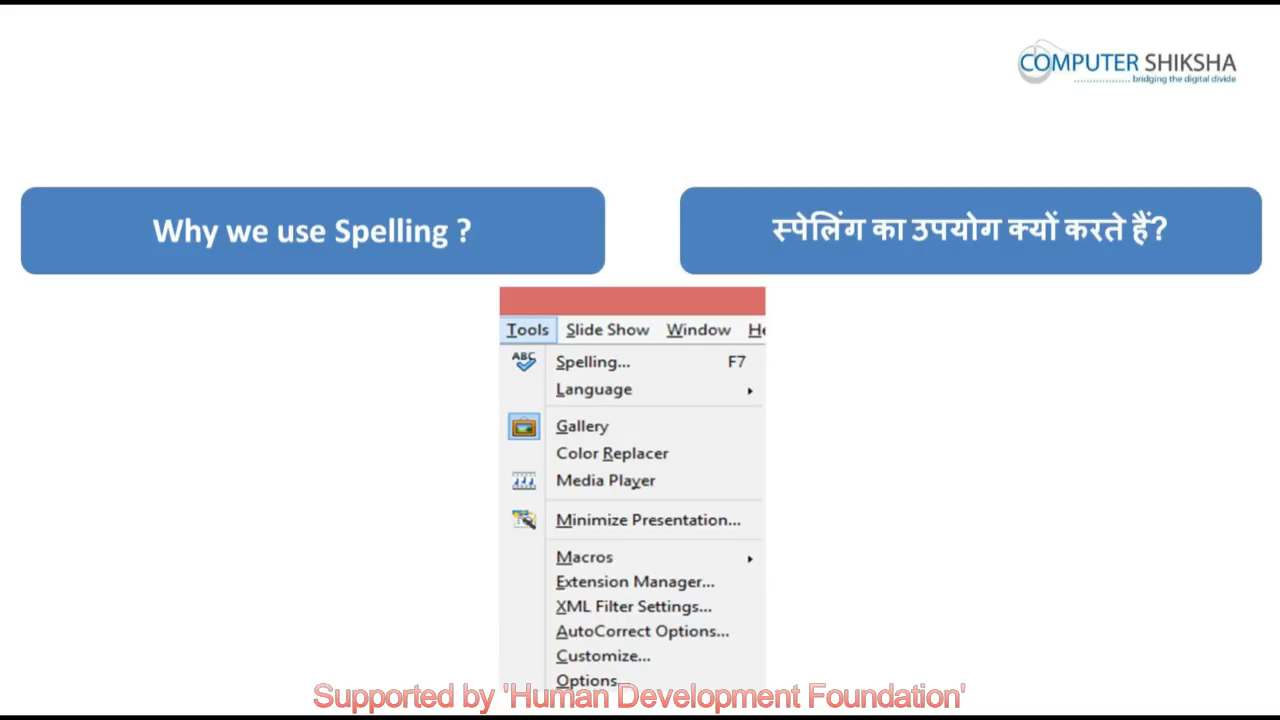 COMPUTER SHIKSHA
.................. bridging the digital divide
Why we use Spelling ?
स्पेलिंग का उपयोग क्यों करते हैं?
Tools Slide Show Window He
ABC Spelling... F7
Language
Gallery
Color Replacer
Media Player
Minimize Presentation...
Macros
Extension Manager...
XML Filter Settings...
AutoCorrect Options...
Customize...
Options...
Supported by 'Human Development Foundation'